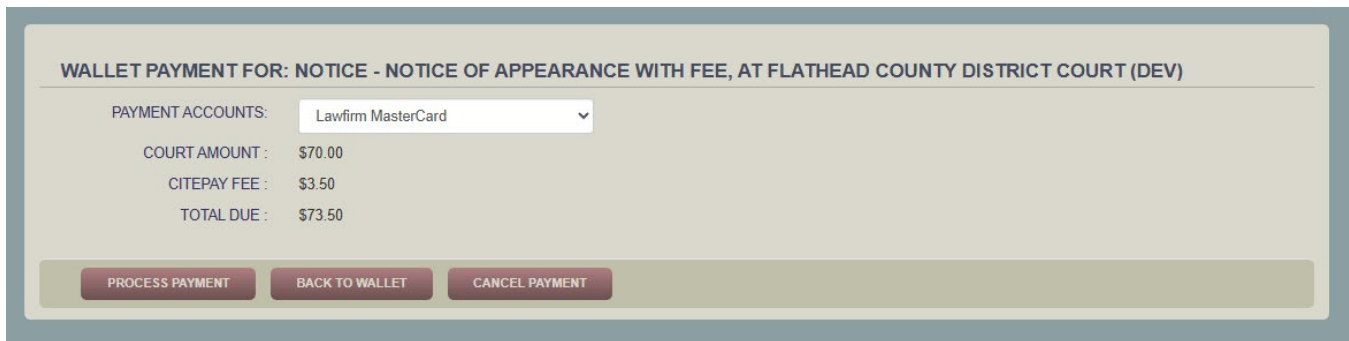 WALLET PAYMENT FOR: NOTICE - NOTICE OF APPEARANCE WITH FEE, AT FLATHEAD COUNTY DISTRICT COURT (DEV)
PAYMENT ACCOUNTS: Lawfirm MasterCard
COURT AMOUNT : $70.00
CITEPAY FEE : $3.50
TOTAL DUE : $73.50
PROCESS PAYMENT BACK TO WALLET CANCEL PAYMENT